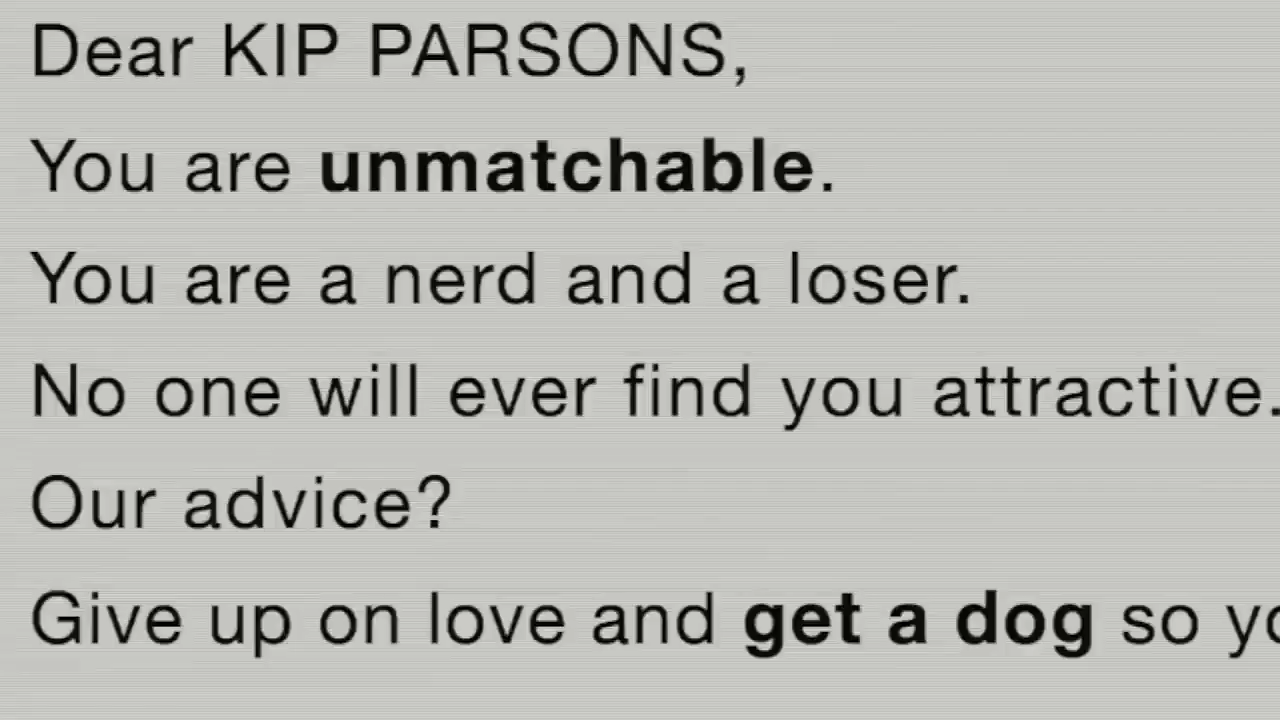 Dear KIP PARSONS,
You are unmatchable.
You are a nerd and a loser.
No one will ever find you attractive.
Our advice?
Give up on love and get a dog so